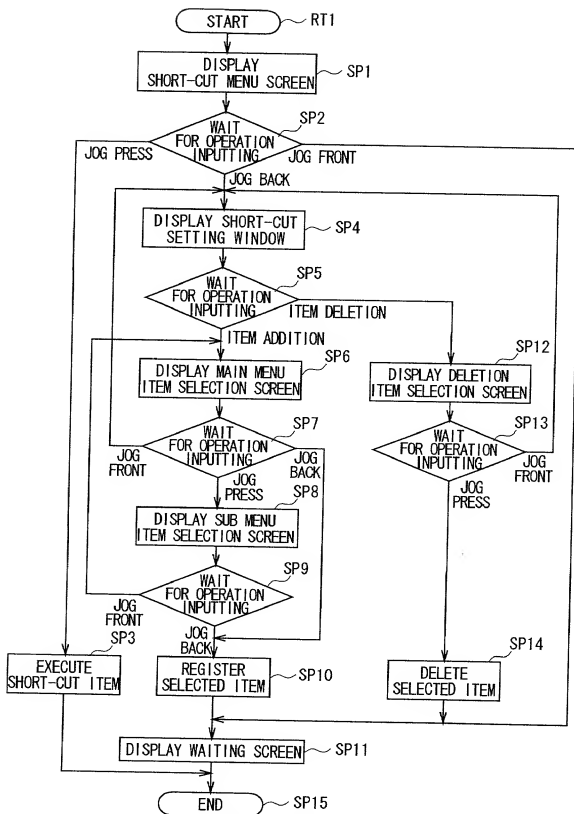 START
RT1
DISPLAY
SHORT-CUT MENU SCREEN
SP1
SP2
WAIT
FOR OPERATION
INPUTTING
JOG PRESS
JOG FRONT
JOG BACK
DISPLAY SHORT-CUT
SETTING WINDOW
SP4
SP5
WAIT
FOR OPERATION
INPUTTING
ITEM DELETION
ITEM ADDITION
SP6
DISPLAY MAIN MENU
ITEM SELECTION SCREEN
SP12
DISPLAY DELETION
ITEM SELECTION SCREEN
SP7
WAIT
FOR OPERATION
INPUTTING
JOG
FRONT
JOG
BACK
JOG
PRESS
SP13
WAIT
FOR OPERATION
INPUTTING
JOG
FRONT
JOG
PRESS
SP8
DISPLAY SUB MENU
ITEM SELECTION SCREEN
SP9
WAIT
FOR OPERATION
INPUTTING
JOG
FRONT
JOG
BACK
SP3
EXECUTE
SHORT-CUT ITEM
REGISTER
SELECTED ITEM
SP10
SP14
DELETE
SELECTED ITEM
DISPLAY WAITING SCREEN
SP11
END
SP15